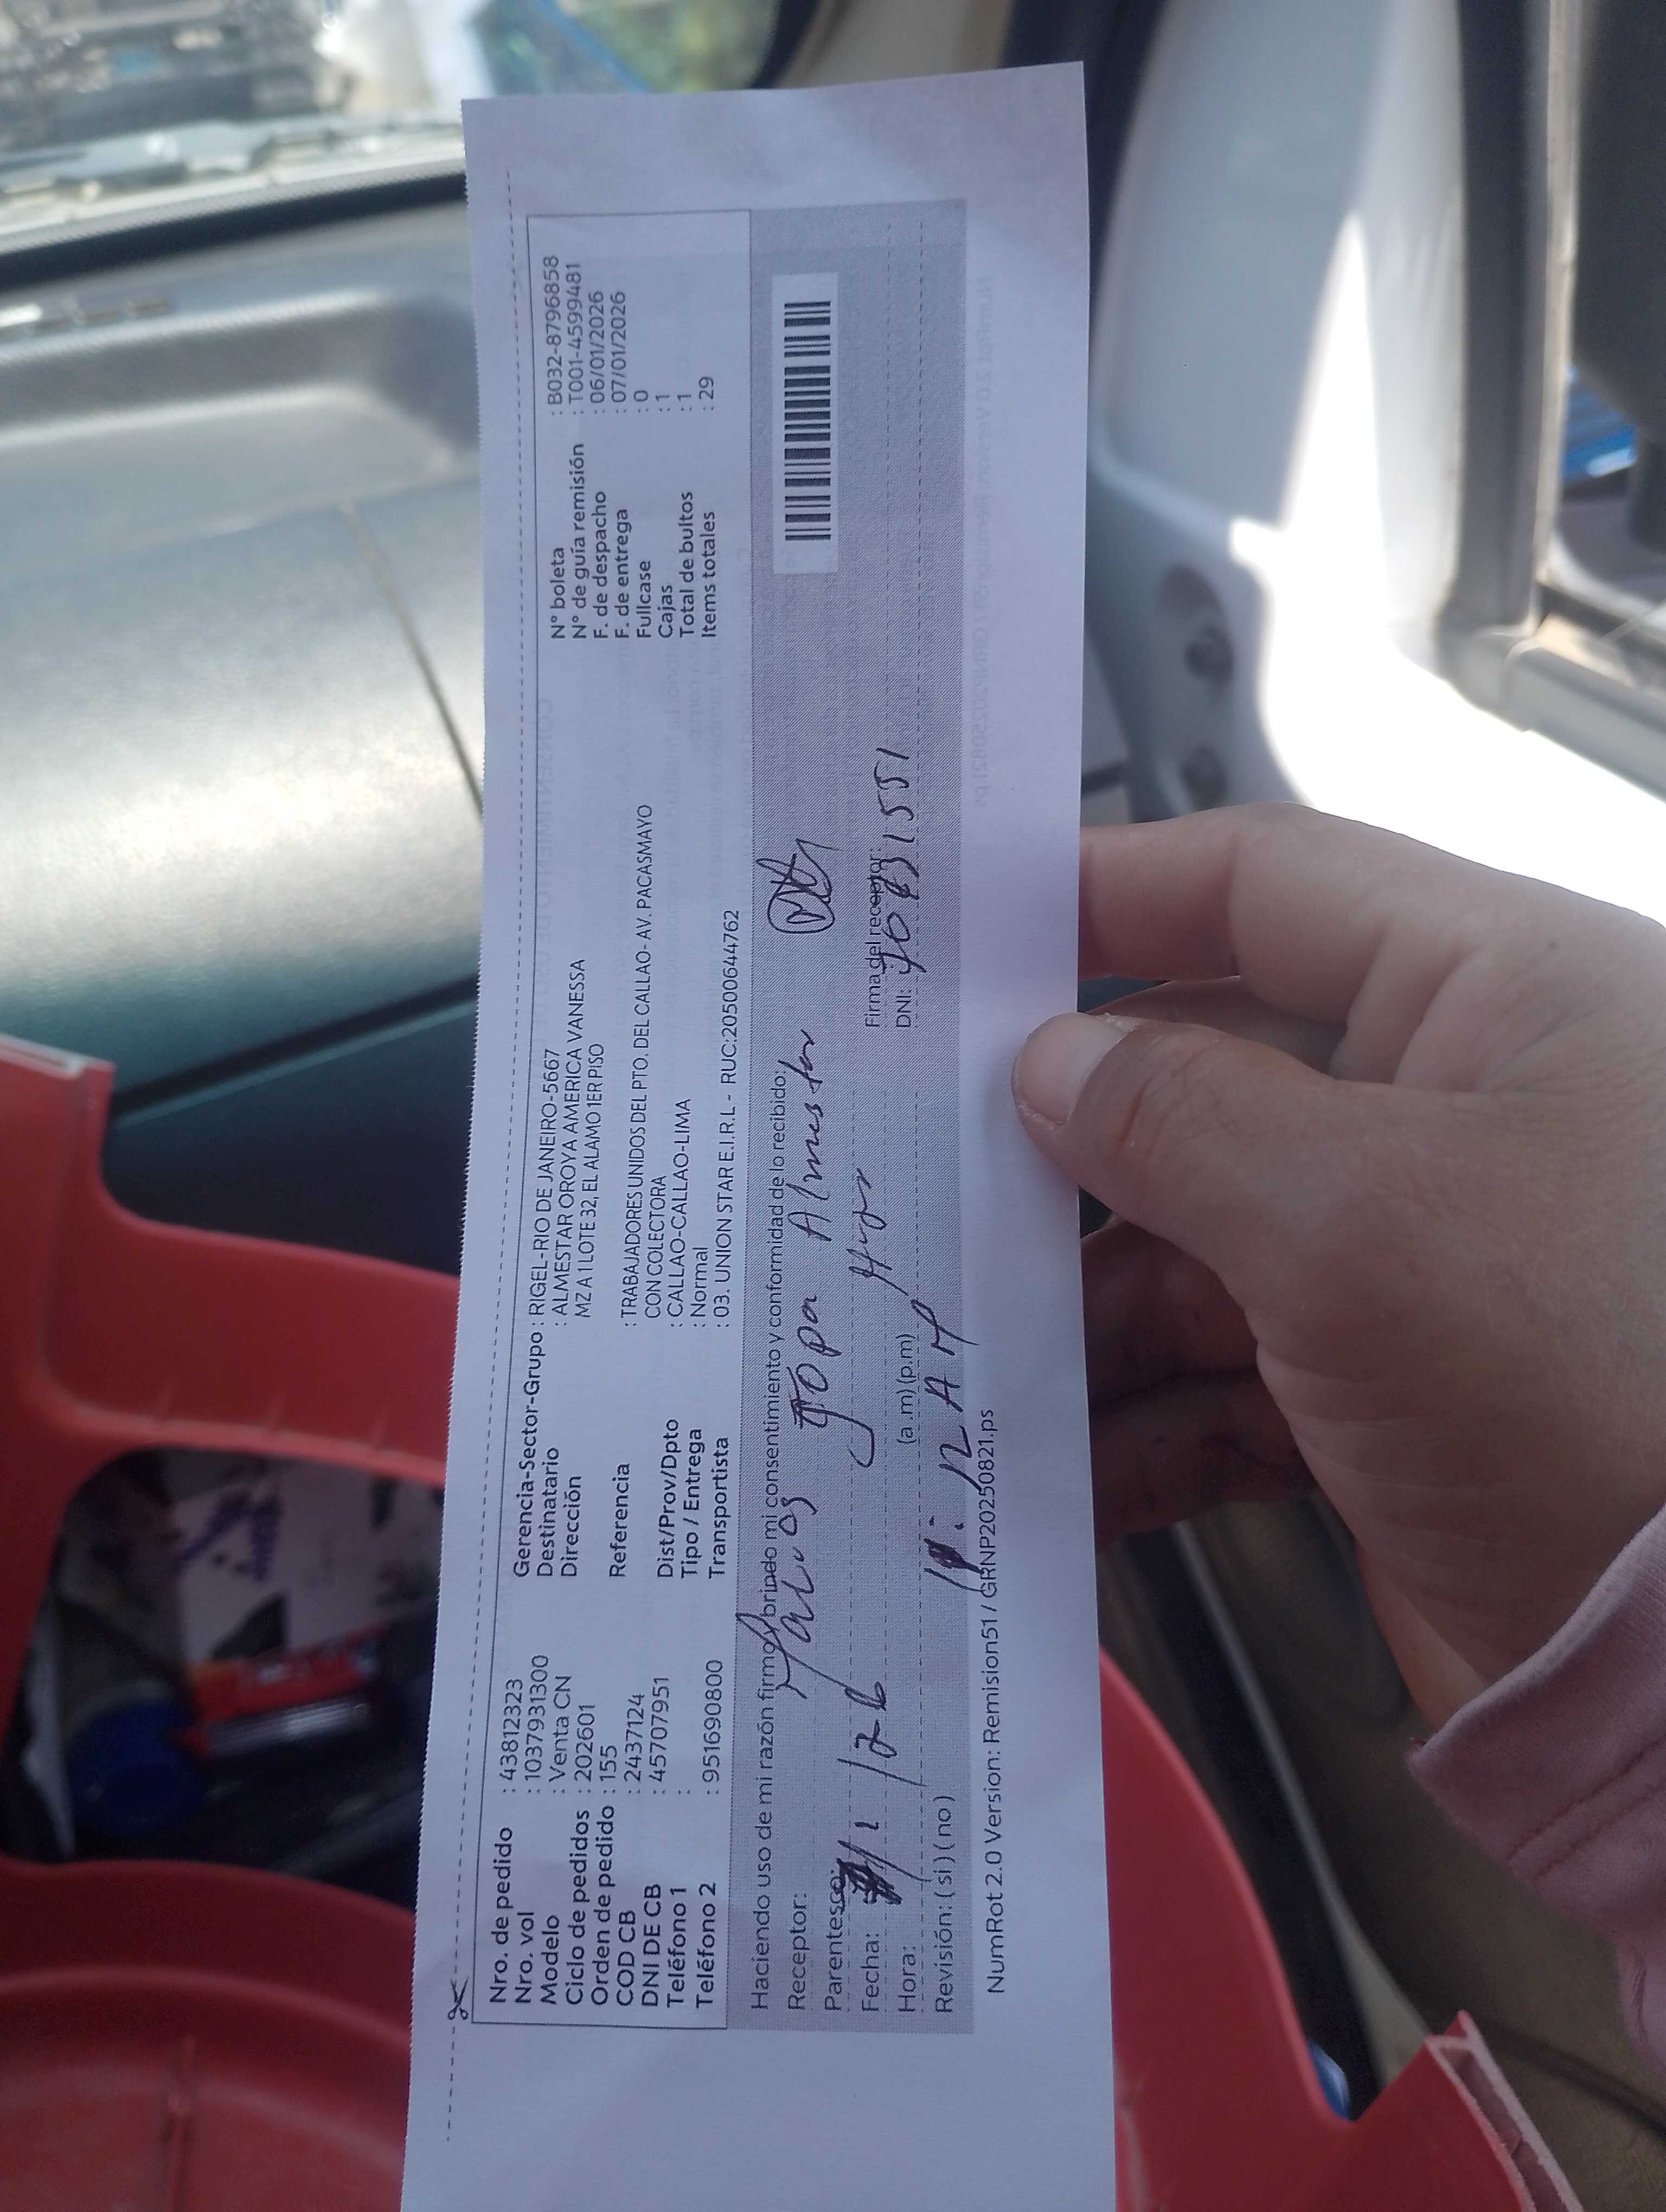 Nro. de pedido : 43812323
Nro. vol : 1037931300
Modelo : Venta CN
Ciclo de pedidos : 202601
Orden de pedido : 155
COD CB : 2437124
DNI DE CB : 45707951
Teléfono 1 :
Teléfono 2 : 951690800
Gerencia-Sector-Grupo : RIGEL-RIO DE JANEIRO-5667
Destinatario : ALMESTAR OROYA AMERICA VANESSA
Dirección MZ A 1 LOTE 32, EL ALAMO 1ER PISO
Referencia : TRABAJADORES UNIDOS DEL PTO. DEL CALLAO- AV. PACASMAYO
CON COLECTORA
Dist/Prov/Dpto : CALLAO-CALLAO-LIMA
Tipo / Entrega : Normal
Transportista : 03. UNION STAR E.I.R.L - RUC:20500644762
N° boleta : B032-8796858
N° de guía remisión : T001-4599481
F. de despacho : 06/01/2026
F. de entrega : 07/01/2026
Fullcase : 0
Cajas : 1
Total de bultos : 1
Items totales : 29
Haciendo uso de mi razón firmo y brindo mi consentimiento y conformidad de lo recibido:
Receptor: Almestar
Parentesco:
Firma del receptor:
Fecha:
DNI:
Hora: (a.m) (p.m)
12 AM
Revisión: ( si ) ( no )
NumRot 2.0 Version: Remision51 / GRNP20250821.ps